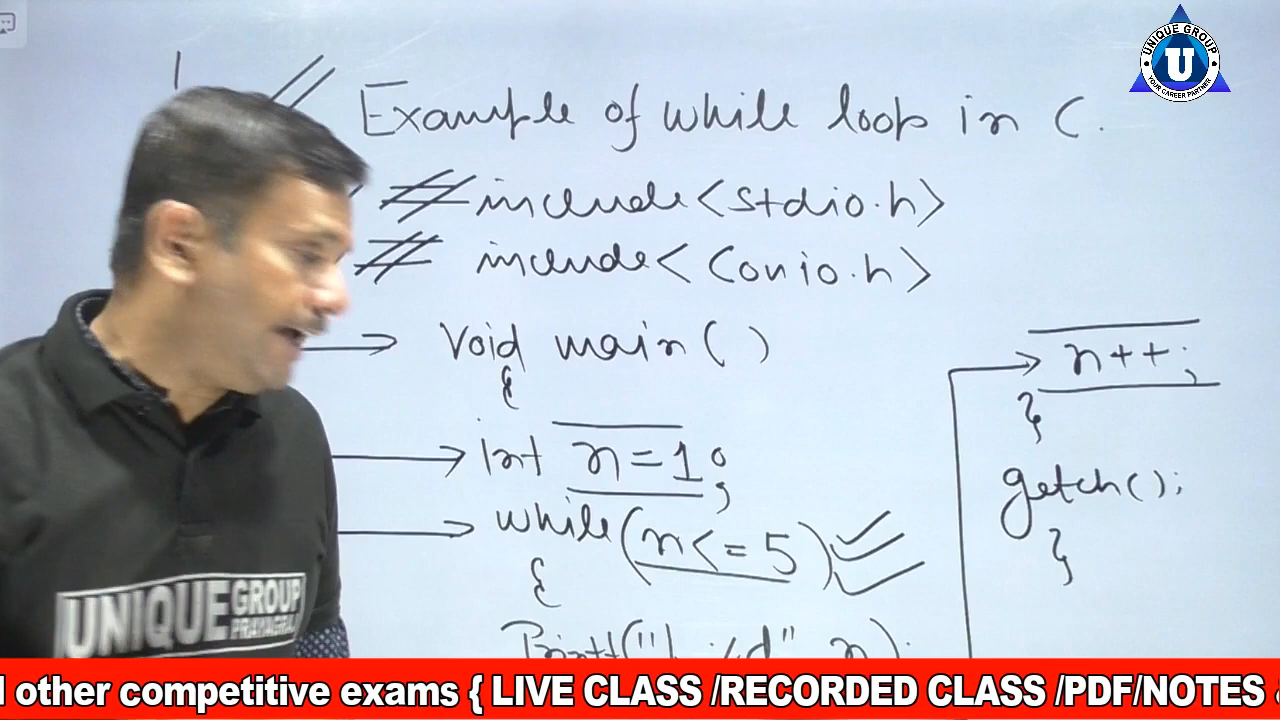 UNIQUE GROUP
U
YOUR CAREER PARTNER
Example of while loop in C.
#include<stdio.h>
# include<Conio.h>
Void main()
{
int n=1;
while(n<=5)
{
n++;
}
getch();
}
UNIQUE GROUP
PRAYAGRAJ
other competitive exams { LIVE CLASS /RECORDED CLASS /PDF/NOTES